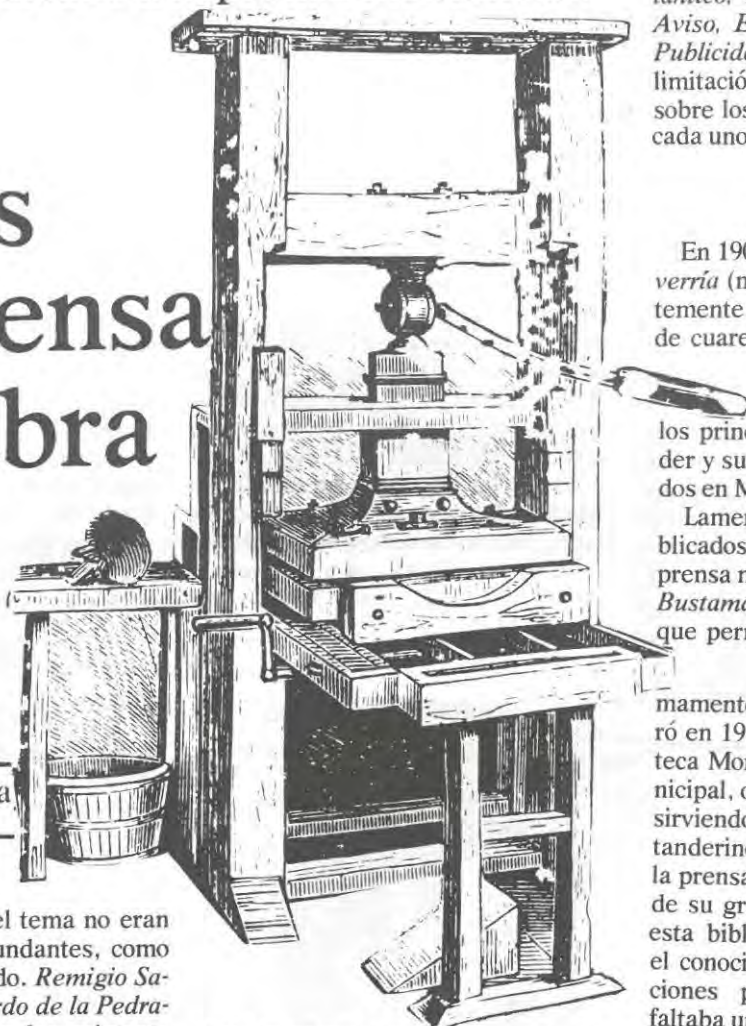 s
ensa
bra
a
el tema no eran
undantes, como
do. Remigio Sa-
rdo de la Pedra-
Aviso, E
Publicida
limitació
sobre los
cada uno
En 190
verría (n
temente
de cuare
los princ
der y su
dos en M
Lamen
blicados
prensa n
Bustama
que perr
mamento
ró en 19
teca Mor
nicipal, c
sirviendo
tanderino
la prensa
de su gr
esta bibl
el conoci
ciones p
faltaba u